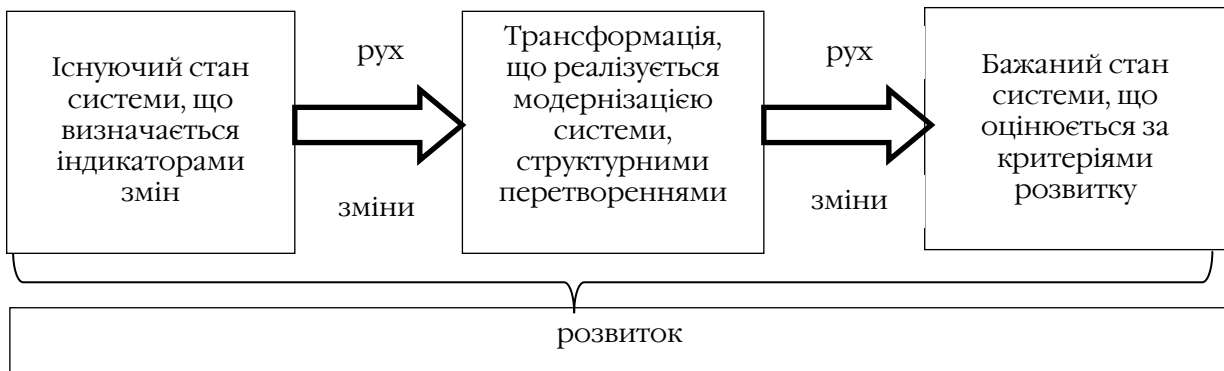 Існуючий стан
системи, що
визначається
індикаторами
змін
рух
зміни
Трансформація,
що реалізується
модернізацією
системи,
структурними
перетвореннями
рух
зміни
Бажаний стан
системи, що
оцінюється за
критеріями
розвитку
розвиток